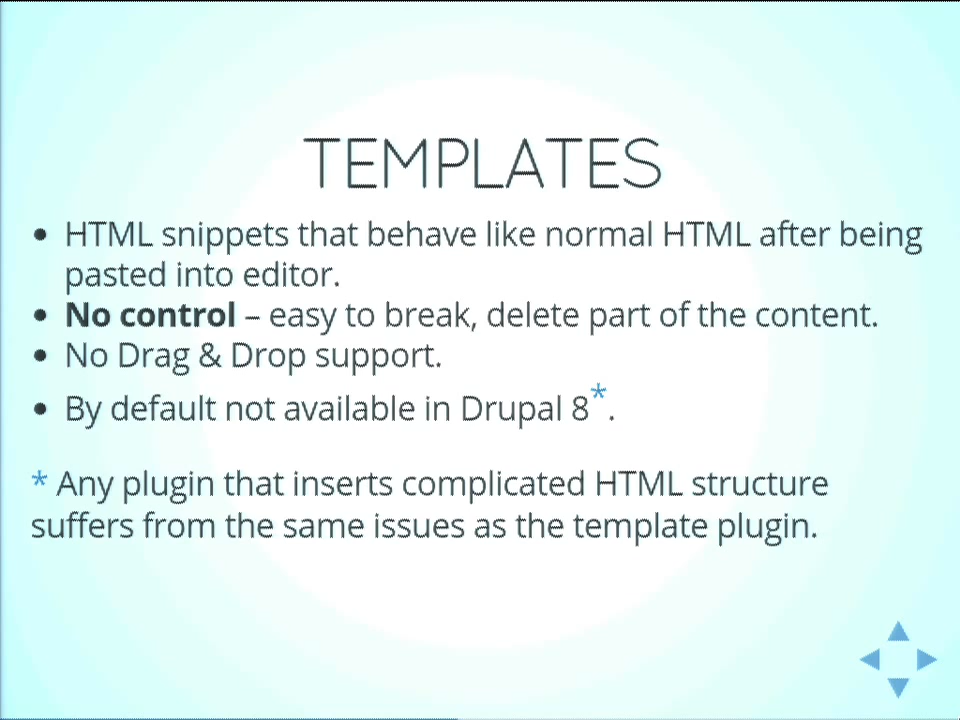 TEMPLATES
• HTML snippets that behave like normal HTML after being
pasted into editor.
• No control – easy to break, delete part of the content.
• No Drag & Drop support.
• By default not available in Drupal 8*.
* Any plugin that inserts complicated HTML structure
suffers from the same issues as the template plugin.